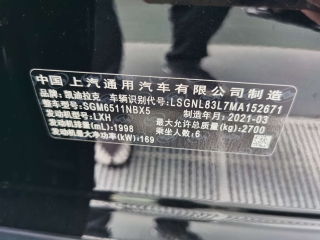 中国 上汽通用汽车有限公司制造
品牌:凯迪拉克 车辆识别代号:LSGNL83L7MA152671
整车型号:SGM6511NBX5 制造年月:2021-03
发动机型号:LXH 最大允许总质量(kg):2700
发动机排量(mL):1998 乘坐人数:6
发动机最大净功率(kW):169